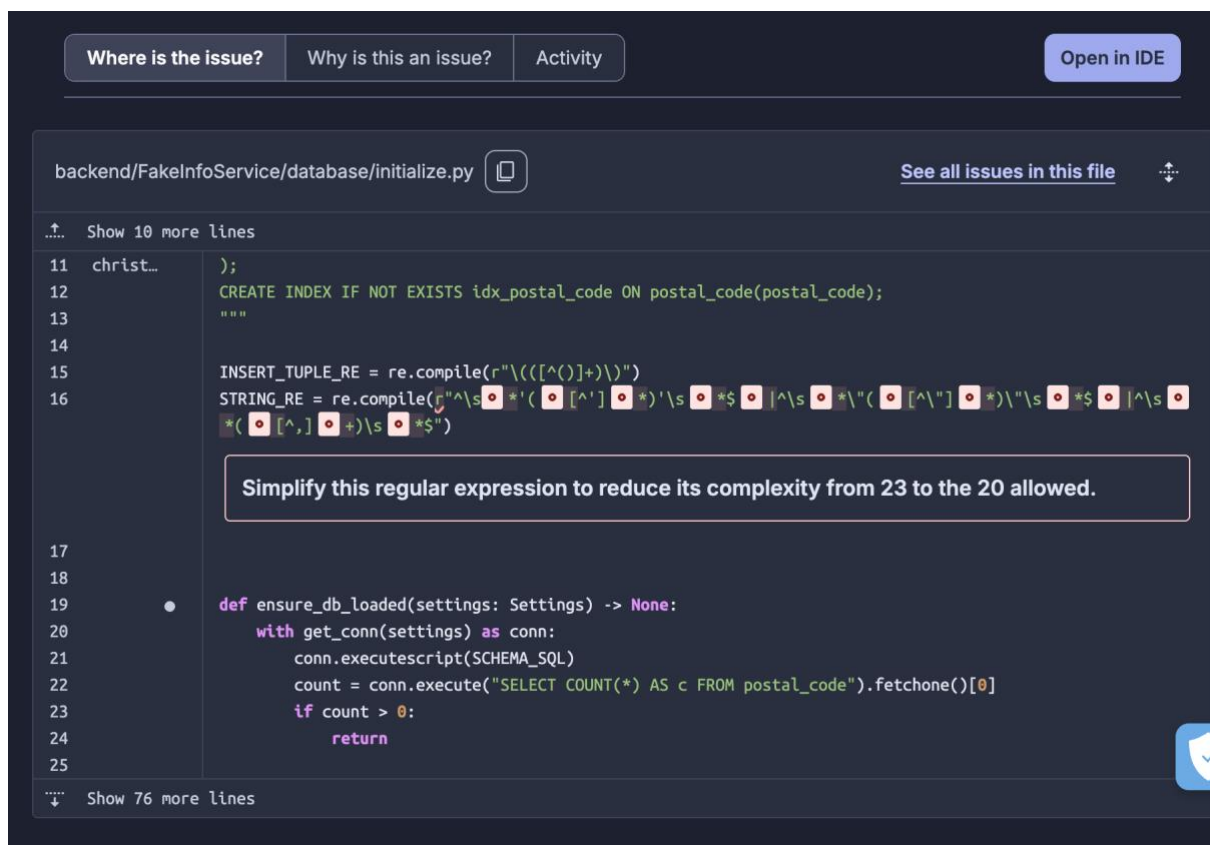 Where is the issue?
Why is this an issue?
Activity
Open in IDE
backend/FakeInfoService/database/initialize.py
See all issues in this file
Show 10 more lines
11 christ… );
12 CREATE INDEX IF NOT EXISTS idx_postal_code ON postal_code(postal_code);
13 """
14
15 INSERT_TUPLE_RE = re.compile(r"\(([^()]+)\)")
16 STRING_RE = re.compile(r"^\s*'([^']*)'\s*$|^\s*\"([^\"]*)\"\s*$|^\s
*([^,]+)\s*$")
Simplify this regular expression to reduce its complexity from 23 to the 20 allowed.
17
18
19 def ensure_db_loaded(settings: Settings) -> None:
20 with get_conn(settings) as conn:
21 conn.executescript(SCHEMA_SQL)
22 count = conn.execute("SELECT COUNT(*) AS c FROM postal_code").fetchone()[0]
23 if count > 0:
24 return
25
Show 76 more lines